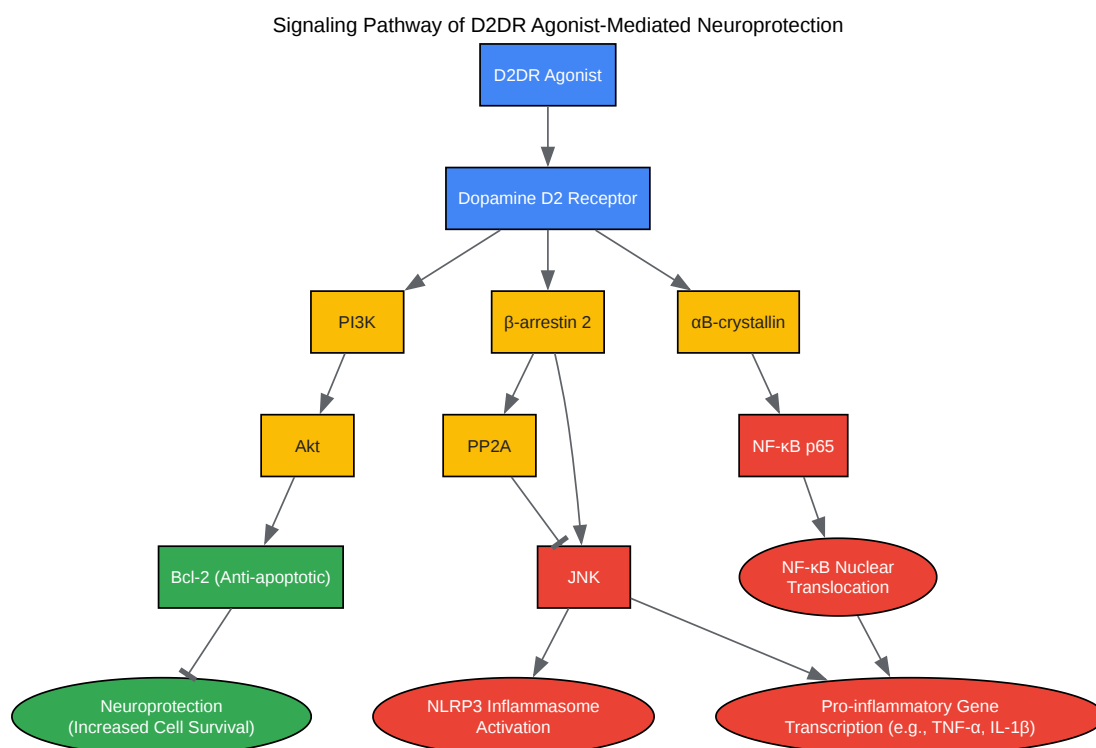 Signaling Pathway of D2DR Agonist-Mediated Neuroprotection
D2DR Agonist
Dopamine D2 Receptor
PI3K
β-arrestin 2
αB-crystallin
Akt
PP2A
NF-κB p65
Bcl-2 (Anti-apoptotic)
JNK
NF-κB Nuclear
Translocation
Neuroprotection
(Increased Cell Survival)
NLRP3 Inflammasome
Activation
Pro-inflammatory Gene
Transcription (e.g., TNF-α, IL-1β)